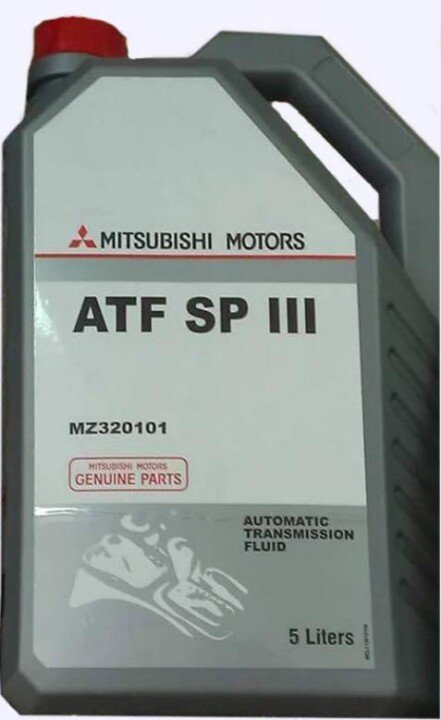 MITSUBISHI MOTORS
ATF SP III
MZ320101
MITSUBISHI MOTORS
GENUINE PARTS
AUTOMATIC
TRANSMISSION
FLUID
5 Liters